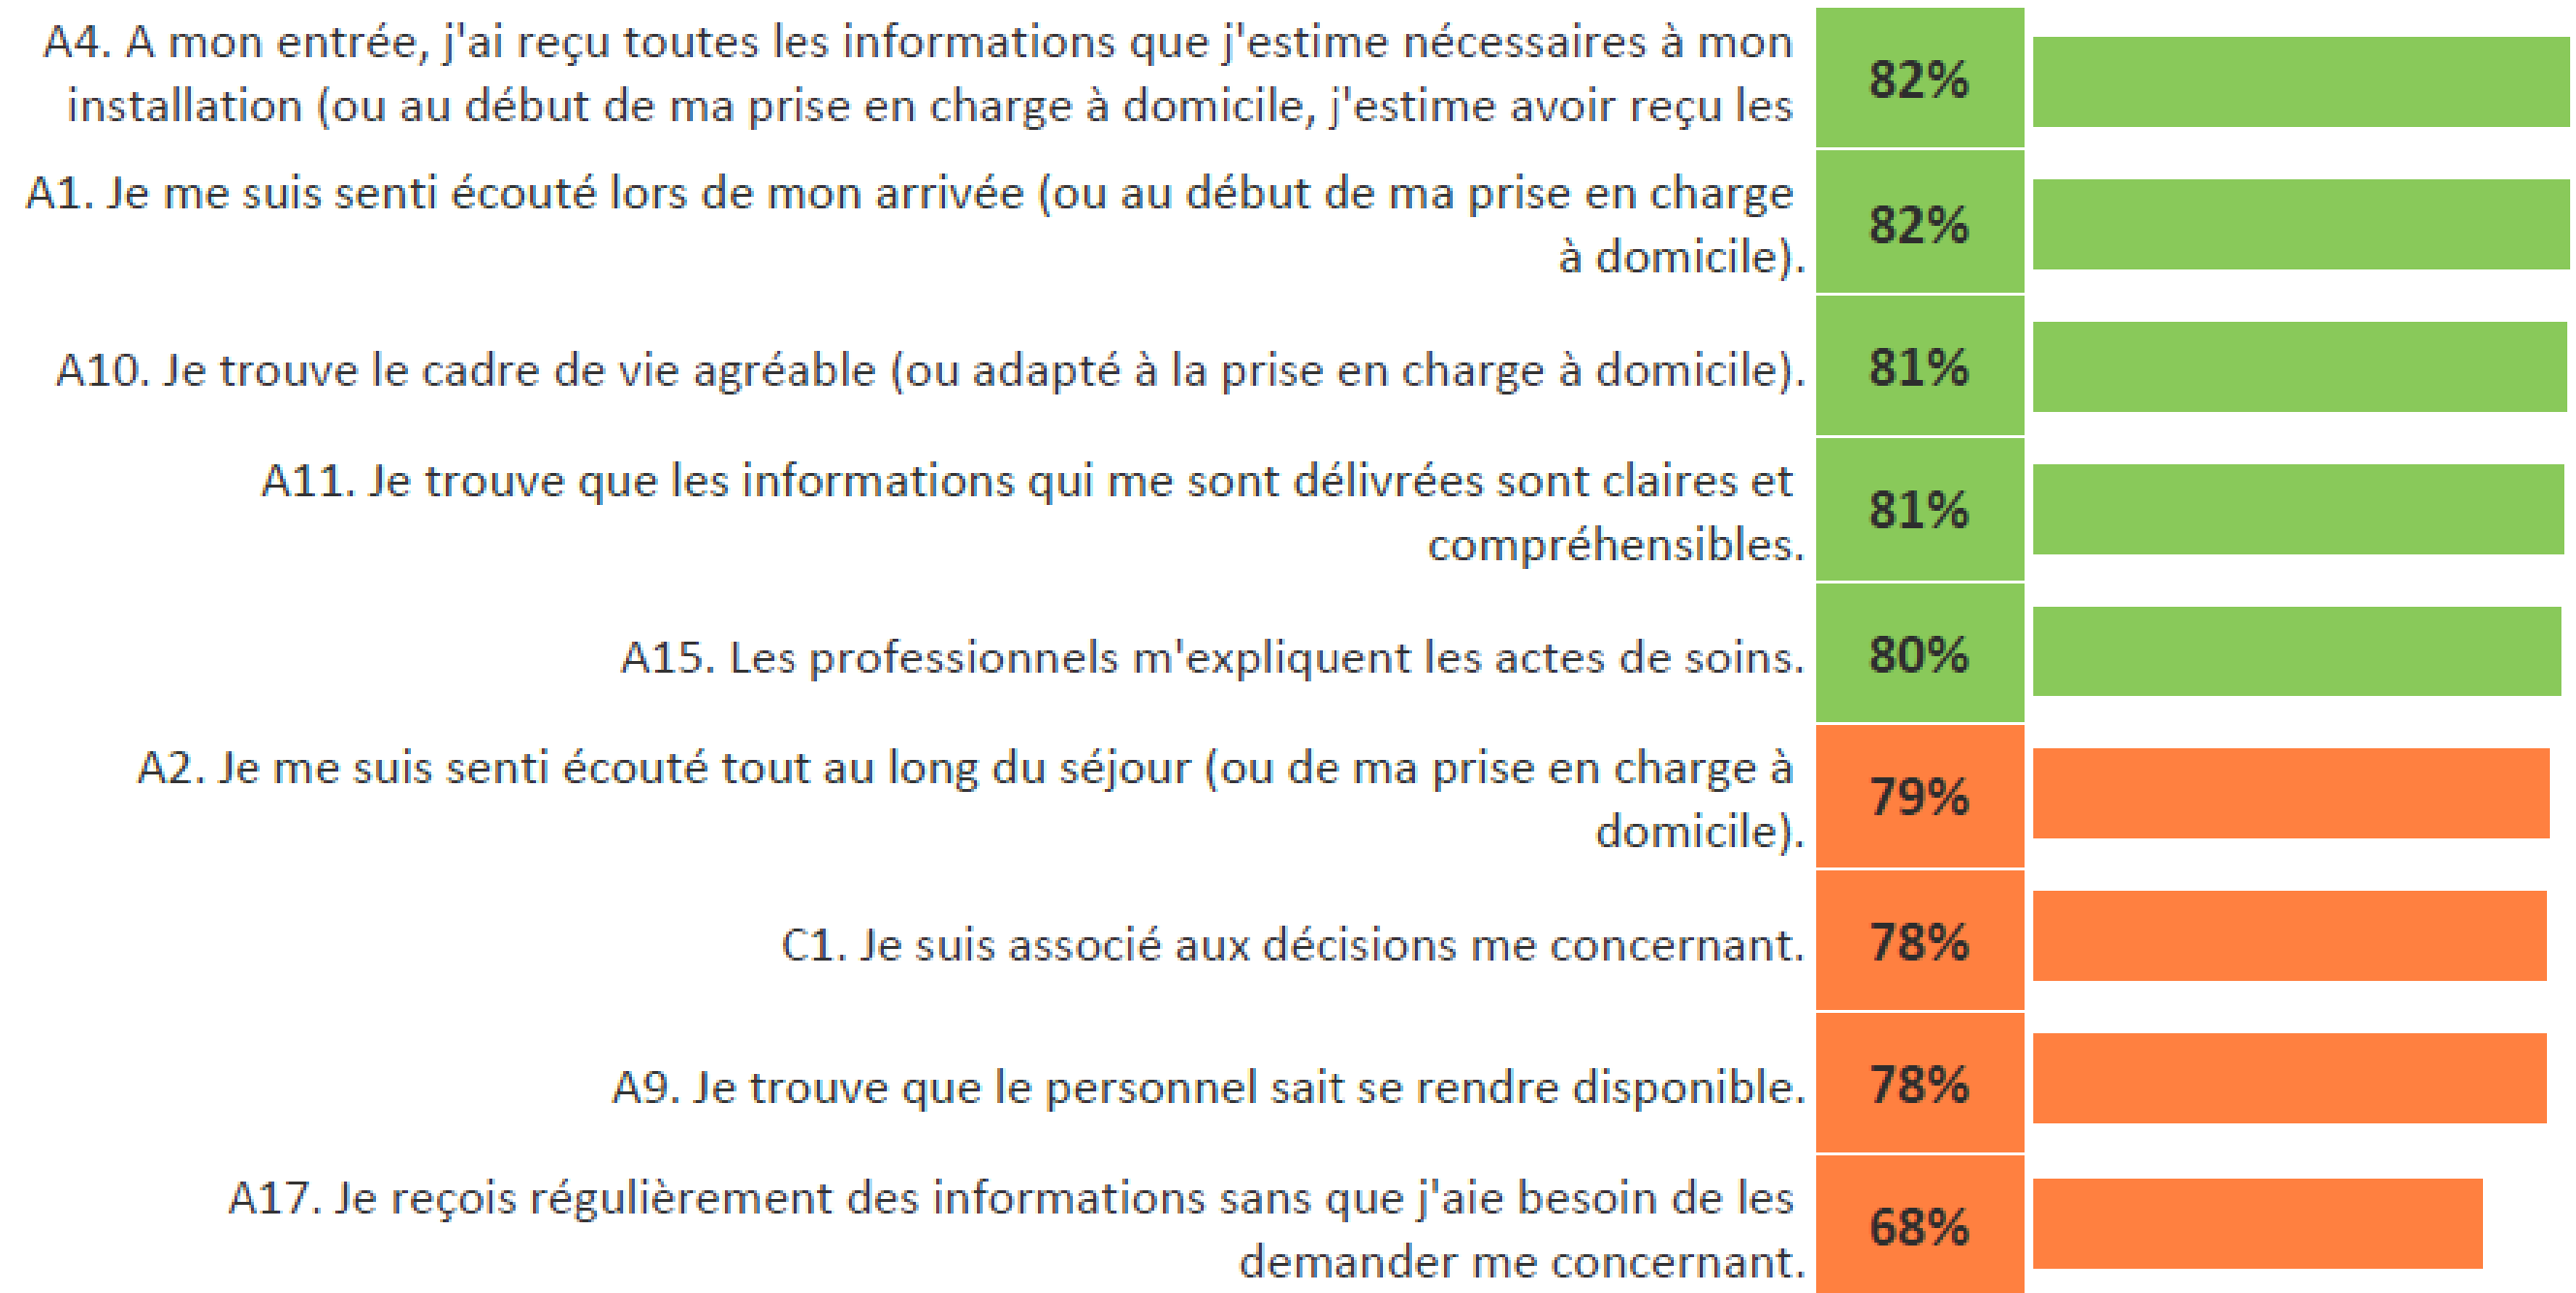 A4. A mon entrée, j'ai reçu toutes les informations que j'estime nécessaires à mon
installation (ou au début de ma prise en charge à domicile, j'estime avoir reçu les
82%
A1. Je me suis senti écouté lors de mon arrivée (ou au début de ma prise en charge
à domicile).
82%
A10. Je trouve le cadre de vie agréable (ou adapté à la prise en charge à domicile).
81%
A11. Je trouve que les informations qui me sont délivrées sont claires et
compréhensibles.
81%
A15. Les professionnels m'expliquent les actes de soins.
80%
A2. Je me suis senti écouté tout au long du séjour (ou de ma prise en charge à
domicile).
79%
C1. Je suis associé aux décisions me concernant.
78%
A9. Je trouve que le personnel sait se rendre disponible.
78%
A17. Je reçois régulièrement des informations sans que j'aie besoin de les
demander me concernant.
68%